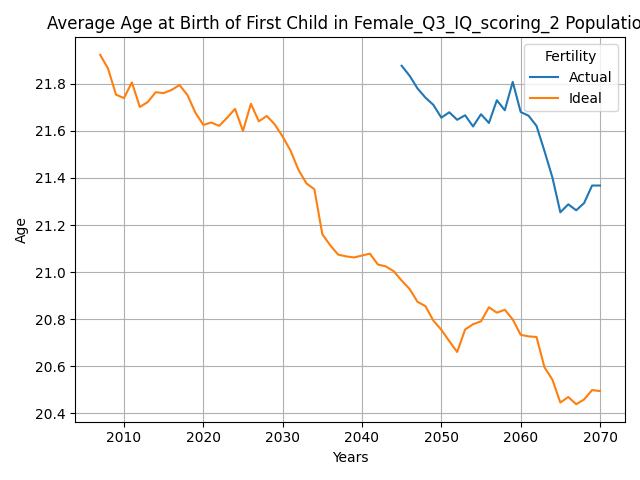 Average Age at Birth of First Child in Female_Q3_IQ_scoring_2 Populatio
Fertility
Actual
Ideal
Age
21.8
21.6
21.4
21.2
21.0
20.8
20.6
20.4
2010 2020 2030 2040 2050 2060 2070
Years